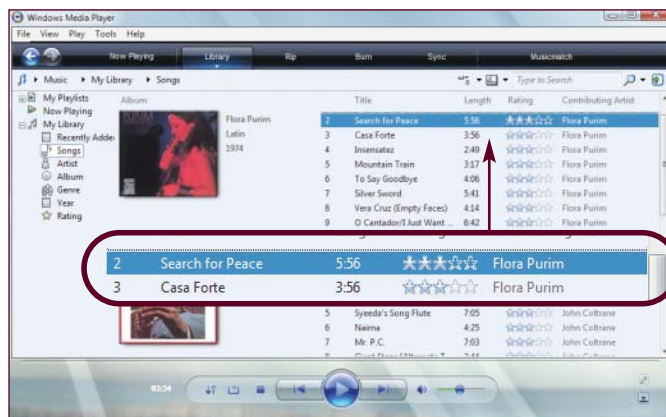 Windows Media Player
File View Play Tools Help
Now Playing Library Rip Burn Sync Musicmatch
Music My Library Songs Type to Search
My Playlists
Now Playing
My Library
Recently Adde
Songs
Artist
Album
Genre
Year
Rating
Album Title Length Rating Contributing Artist
Flora Purim
Latin
1974
2 Search for Peace 5:56 Flora Purim
3 Casa Forte 3:56 Flora Purim
4 Insensatez 2:49 Flora Purim
5 Mountain Train 3:17 Flora Purim
6 To Say Goodbye 4:06 Flora Purim
7 Silver Sword 5:41 Flora Purim
8 Vera Cruz (Empty Faces) 4:14 Flora Purim
9 O Cantador/I Just Want ... 6:42 Flora Purim
2 Search for Peace 5:56 Flora Purim
3 Casa Forte 3:56 Flora Purim
5 Syeeda's Song Flute 7:05 John Coltrane
6 Naima 4:25 John Coltrane
7 Mr. P.C. 7:03 John Coltrane
03:34